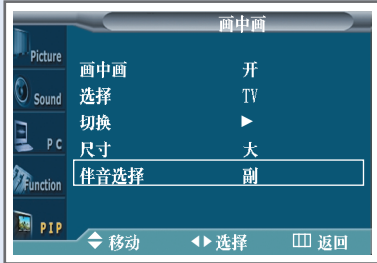 画中画
Picture
Sound
PC
Function
PIP
画中画 开
选择 TV
切换 ►
尺寸 大
伴音选择 副
移动 选择 返回